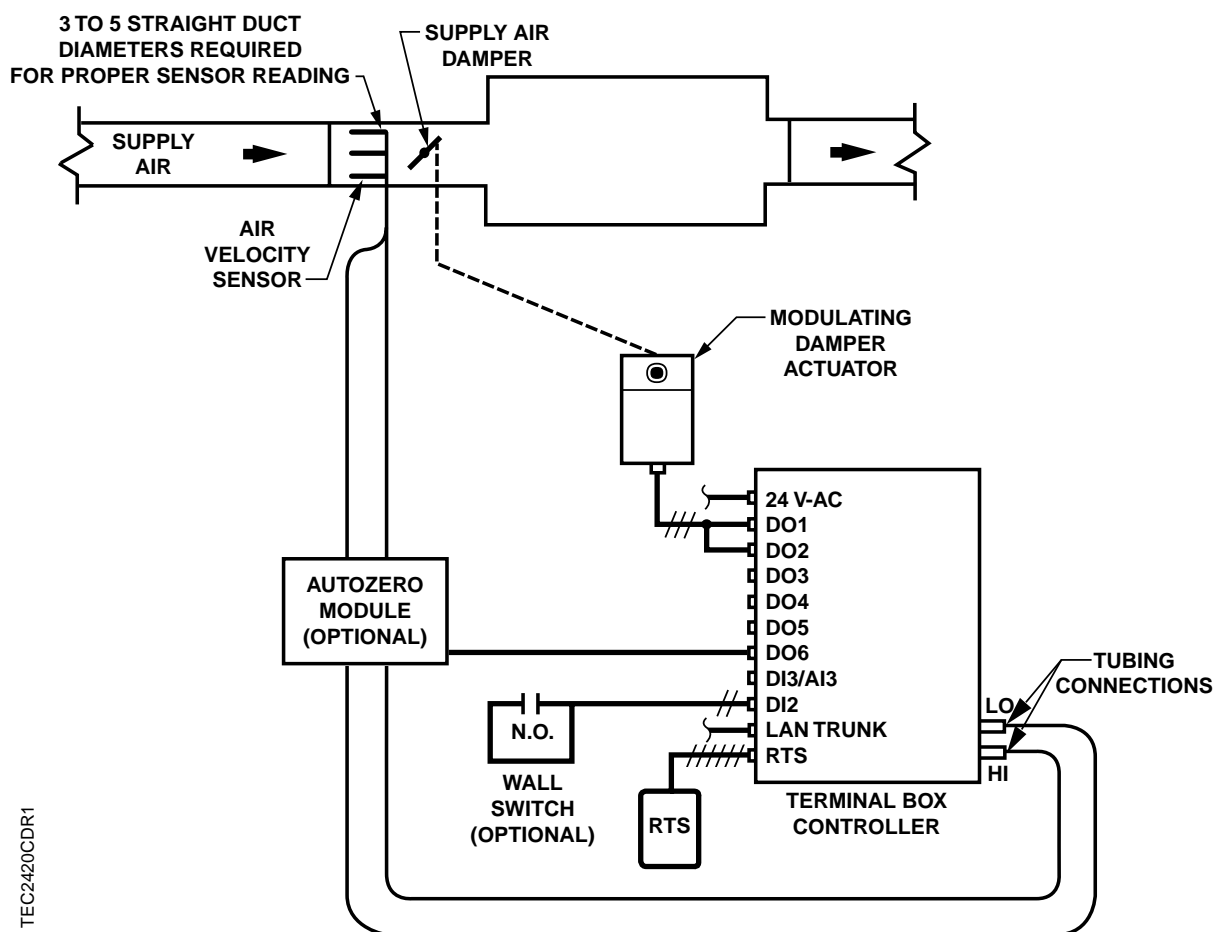 3 TO 5 STRAIGHT DUCT
DIAMETERS REQUIRED
FOR PROPER SENSOR READING
SUPPLY AIR
DAMPER
SUPPLY
AIR
AIR
VELOCITY
SENSOR
MODULATING
DAMPER
ACTUATOR
24 V-AC
DO1
DO2
DO3
DO4
DO5
DO6
DI3/AI3
DI2
LAN TRUNK
RTS
AUTOZERO
MODULE
(OPTIONAL)
TUBING
CONNECTIONS
LO
HI
N.O.
WALL
SWITCH
(OPTIONAL)
RTS
TERMINAL BOX
CONTROLLER
TEC2420CDR1